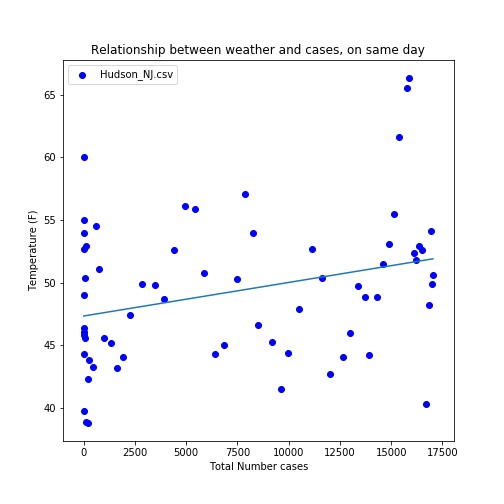 Relationship between weather and cases, on same day
Hudson_NJ.csv
Temperature (F)
65
60
55
50
45
40
0 2500 5000 7500 10000 12500 15000 17500
Total Number cases